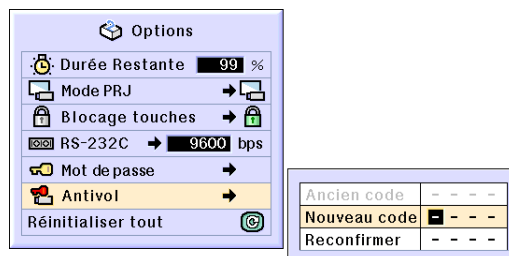 Options
Durée Restante 99 %
Mode PRJ
Blocage touches
RS-232C 9600 bps
Mot de passe
Antivol
Réinitialiser tout
Ancien code - - - -
Nouveau code - - - -
Reconfirmer - - - -